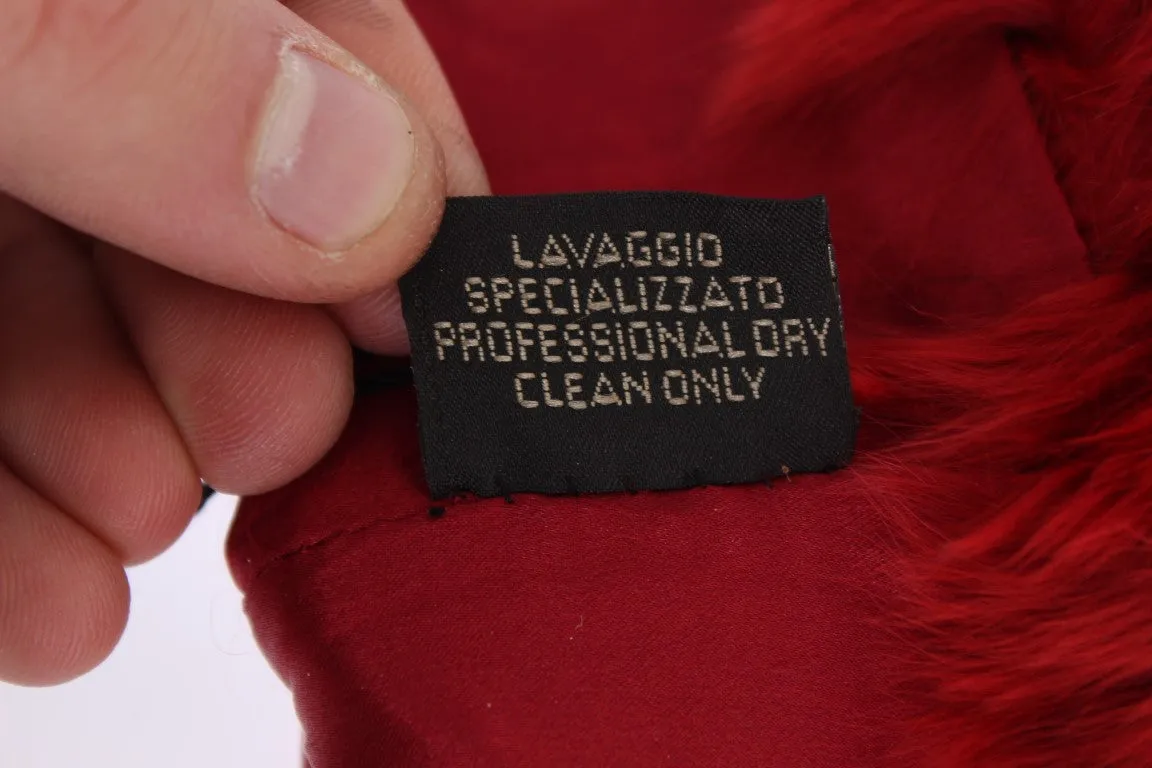 LAVAGGIO
SPECIALIZZATO
PROFESSIONAL DRY
CLEAN ONLY